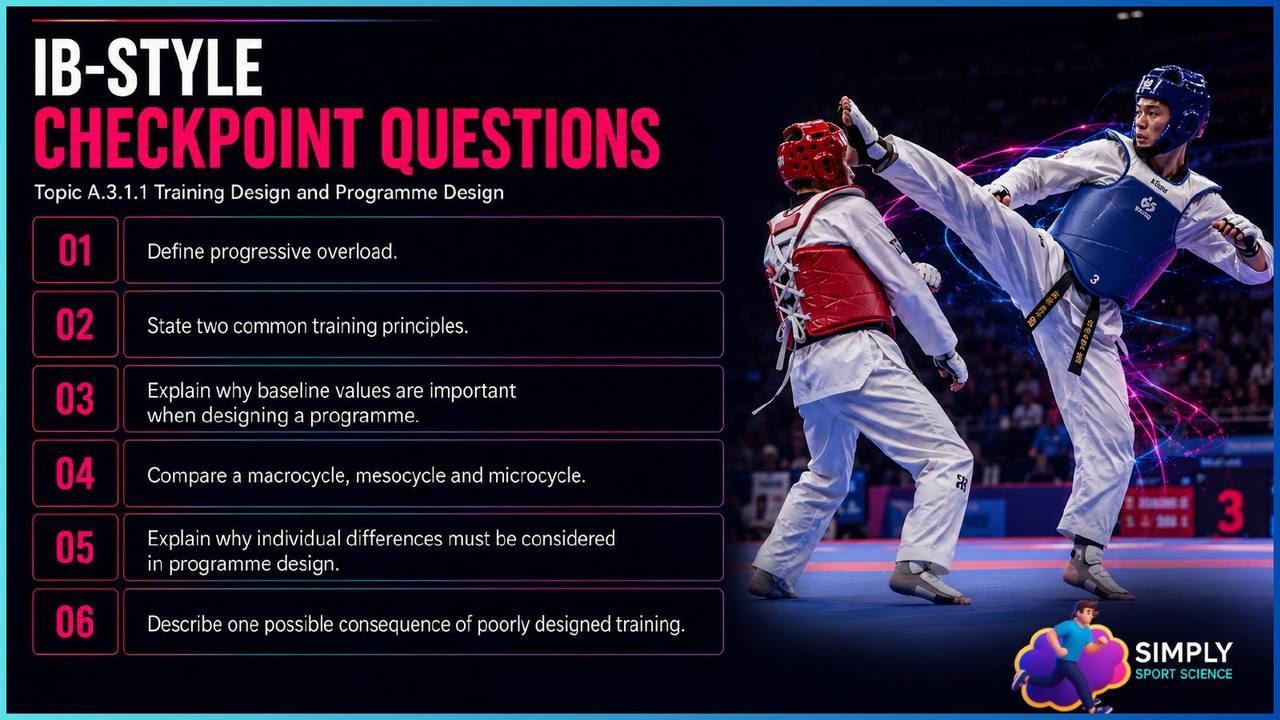 IB-STYLE
CHECKPOINT QUESTIONS
Topic A.3.1.1 Training Design and Programme Design
01
Define progressive overload.
02
State two common training principles.
03
Explain why baseline values are important
when designing a programme.
04
Compare a macrocycle, mesocycle and microcycle.
05
Explain why individual differences must be considered
in programme design.
06
Describe one possible consequence of poorly designed training.
3
3
SIMPLY
SPORT SCIENCE